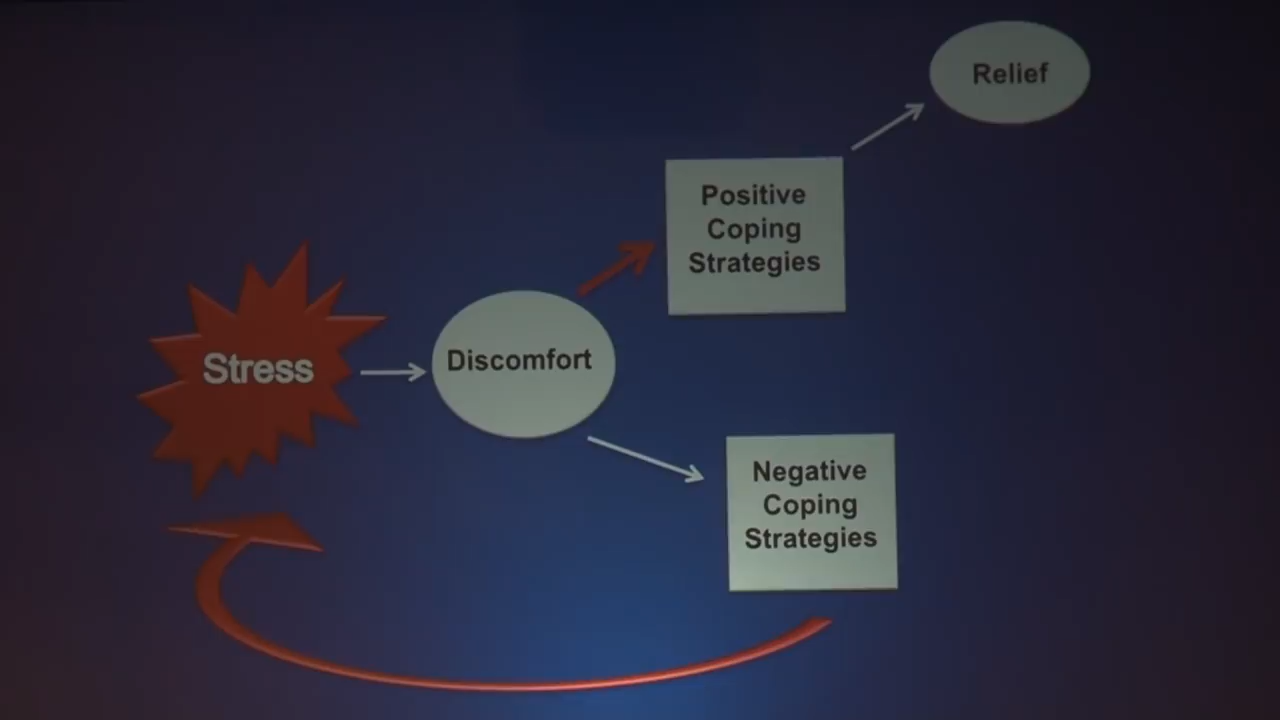 Relief
Positive
Coping
Strategies
Stress
Discomfort
Negative
Coping
Strategies